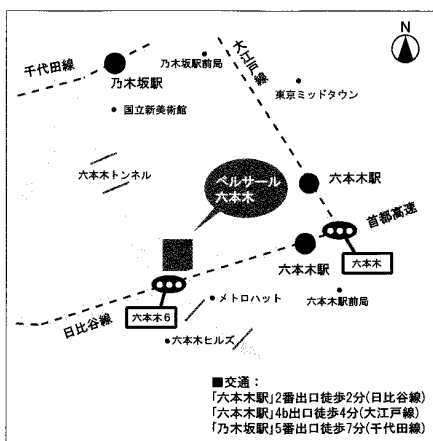 N
千代田線
乃木坂駅
乃木坂駅前局
大江戸線
東京ミッドタウン
国立新美術館
六本木トンネル
ベルサール
六本木
六本木駅
首都高速
六本木駅
六本木
六本木駅前局
メトロハット
六本木6
日比谷線
六本木ヒルズ
■交通：
「六本木駅」2番出口徒歩2分(日比谷線)
「六本木駅」4b出口徒歩4分(大江戸線)
「乃木坂駅」5番出口徒歩7分(千代田線)